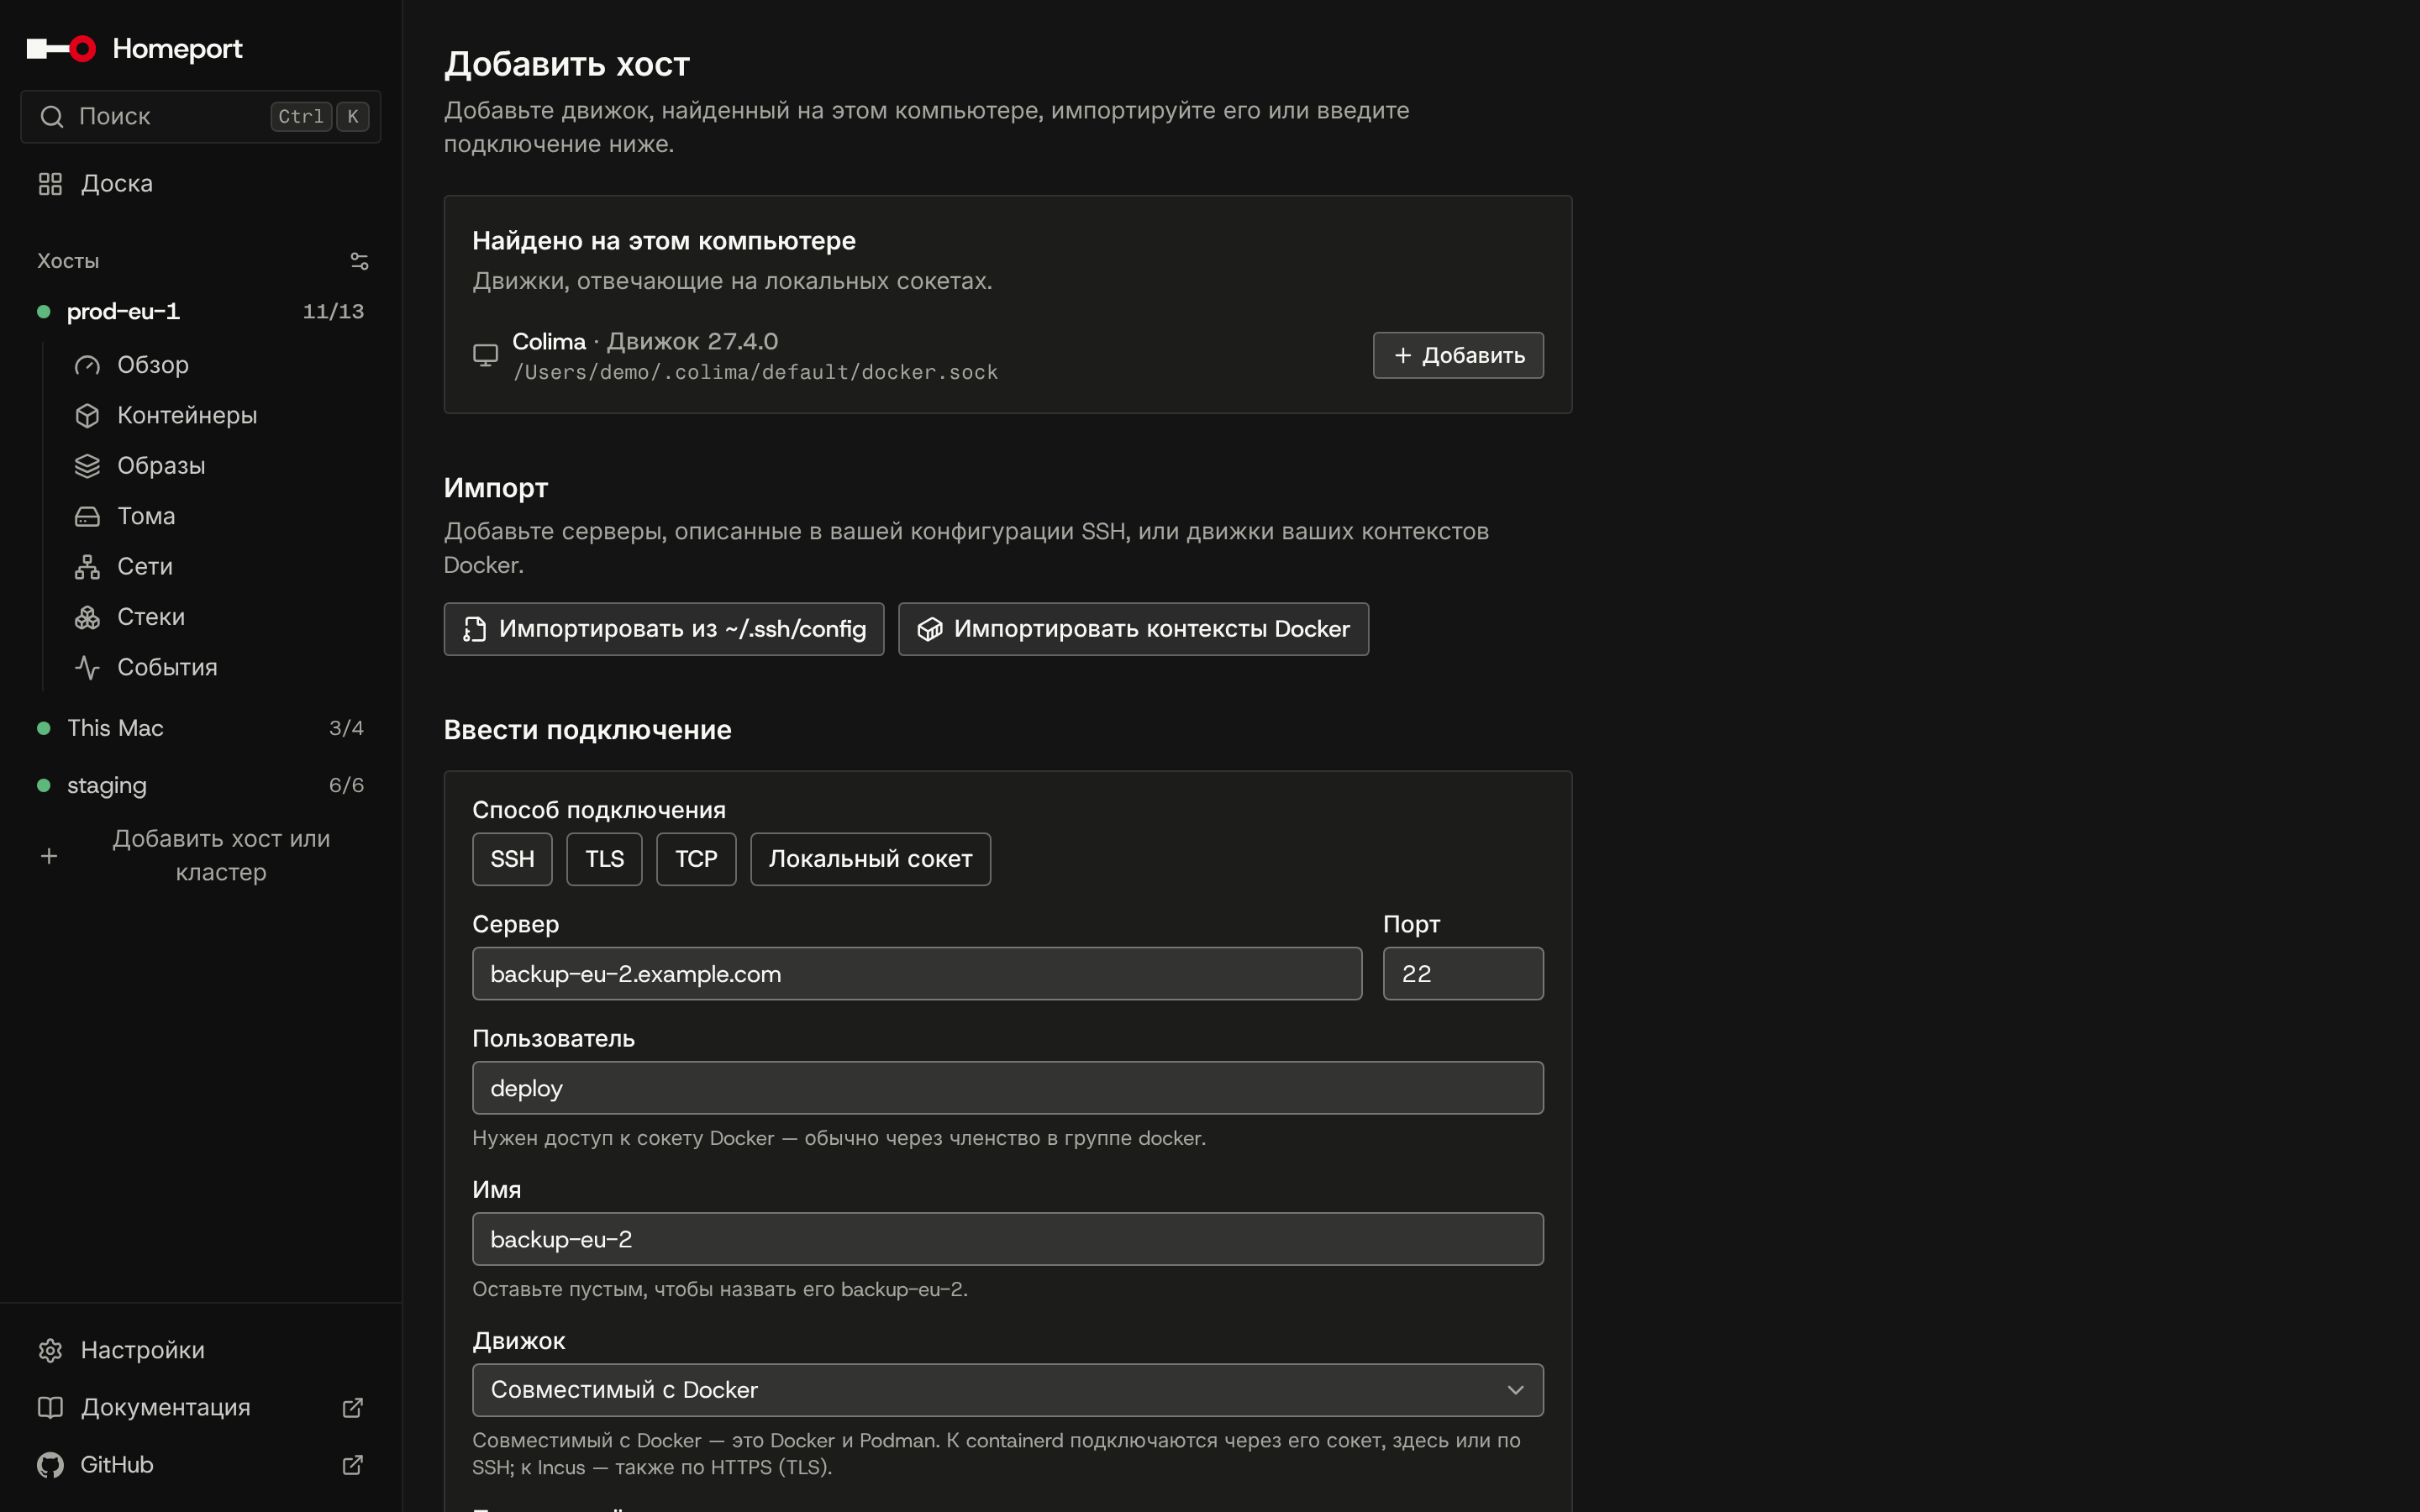 Homeport
Поиск
Ctrl K
Доска
Хосты
prod-eu-1
11/13
Обзор
Контейнеры
Образы
Тома
Сети
Стеки
События
This Mac
3/4
staging
6/6
Добавить хост или
кластер
Настройки
Документация
GitHub
Добавить хост
Добавьте движок, найденный на этом компьютере, импортируйте его или введите
подключение ниже.
Найдено на этом компьютере
Движки, отвечающие на локальных сокетах.
Colima · Движок 27.4.0
/Users/demo/.colima/default/docker.sock
Добавить
Импорт
Добавьте серверы, описанные в вашей конфигурации SSH, или движки ваших контекстов
Docker.
Импортировать из ~/.ssh/config
Импортировать контексты Docker
Ввести подключение
Способ подключения
SSH
TLS
TCP
Локальный сокет
Сервер
Порт
backup-eu-2.example.com
22
Пользователь
deploy
Нужен доступ к сокету Docker — обычно через членство в группе docker.
Имя
backup-eu-2
Оставьте пустым, чтобы назвать его backup-eu-2.
Движок
Совместимый с Docker
Совместимый с Docker — это Docker и Podman. К containerd подключаются через его сокет, здесь или по
SSH; к Incus — также по HTTPS (TLS).